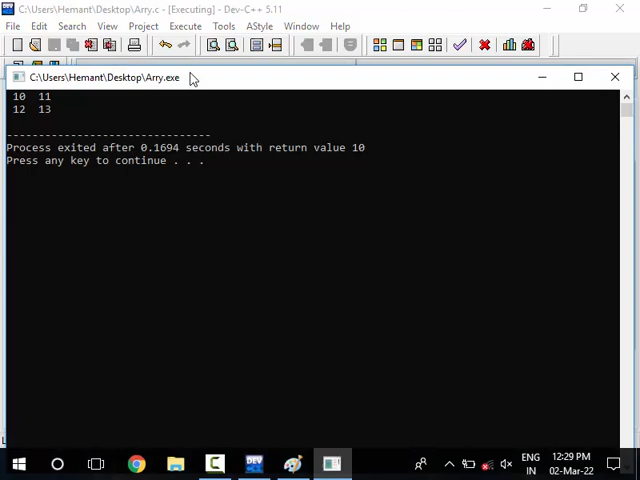 C:\Users\Hemant\Desktop\Arry.c - [Executing] - Dev-C++ 5.11
File Edit Search View Project Execute Tools AStyle Window Help
C:\Users\Hemant\Desktop\Arry.exe
10 11
12 13
--------------------------------
Process exited after 0.1694 seconds with return value 10
Press any key to continue . . .
ENG 12:29 PM
IN 02-Mar-22